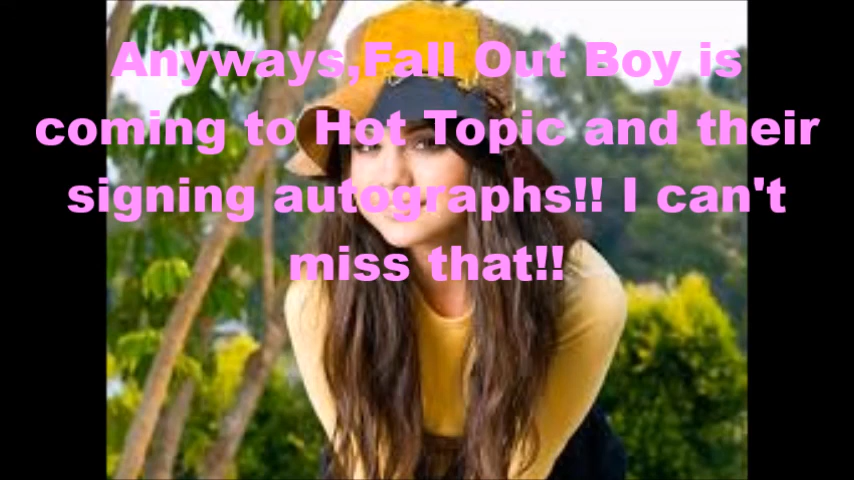 Anyways,Fall Out Boy is
coming to Hot Topic and their
signing autographs!! I can't
miss that!!